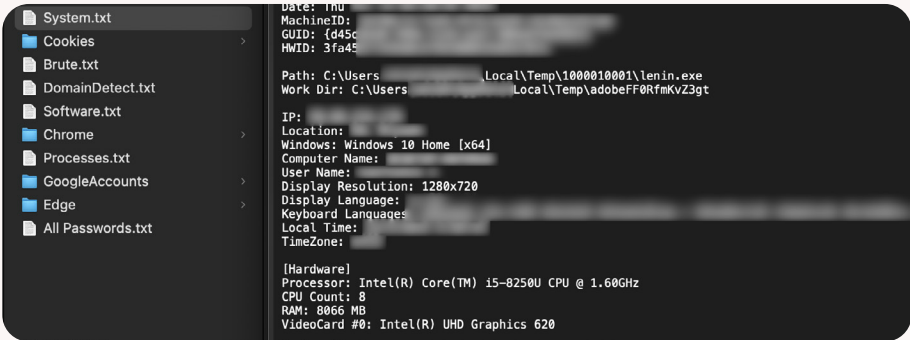 System.txt
Cookies
Brute.txt
DomainDetect.txt
Software.txt
Chrome
Processes.txt
GoogleAccounts
Edge
All Passwords.txt
Date: Thu
MachineID:
GUID: {d45c
HWID: 3fa45
Path: C:\Users Local\Temp\1000010001\lenin.exe
Work Dir: C:\Users Local\Temp\adobeFF0RfmKvZ3gt
IP:
Location:
Windows: Windows 10 Home [x64]
Computer Name:
User Name:
Display Resolution: 1280x720
Display Language:
Keyboard Languages
Local Time:
TimeZone:
[Hardware]
Processor: Intel(R) Core(TM) i5-8250U CPU @ 1.60GHz
CPU Count: 8
RAM: 8066 MB
VideoCard #0: Intel(R) UHD Graphics 620